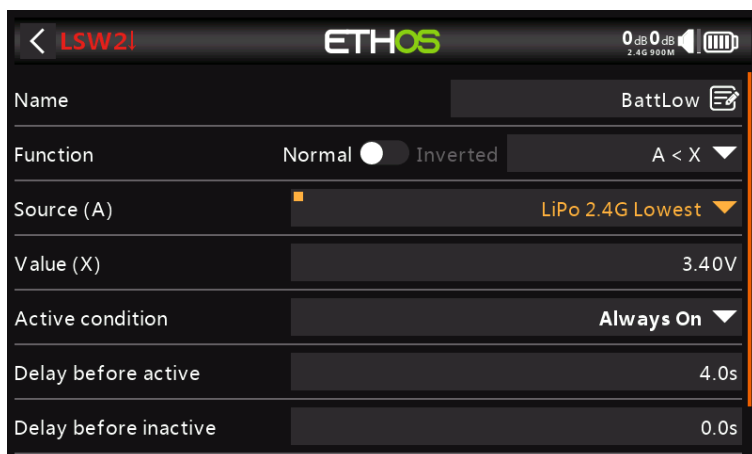 LSW2↓ ETHOS 0dB 0dB
2.4G 900M
Name BattLow
Function Normal Inverted A < X
Source (A) LiPo 2.4G Lowest
Value (X) 3.40V
Active condition Always On
Delay before active 4.0s
Delay before inactive 0.0s